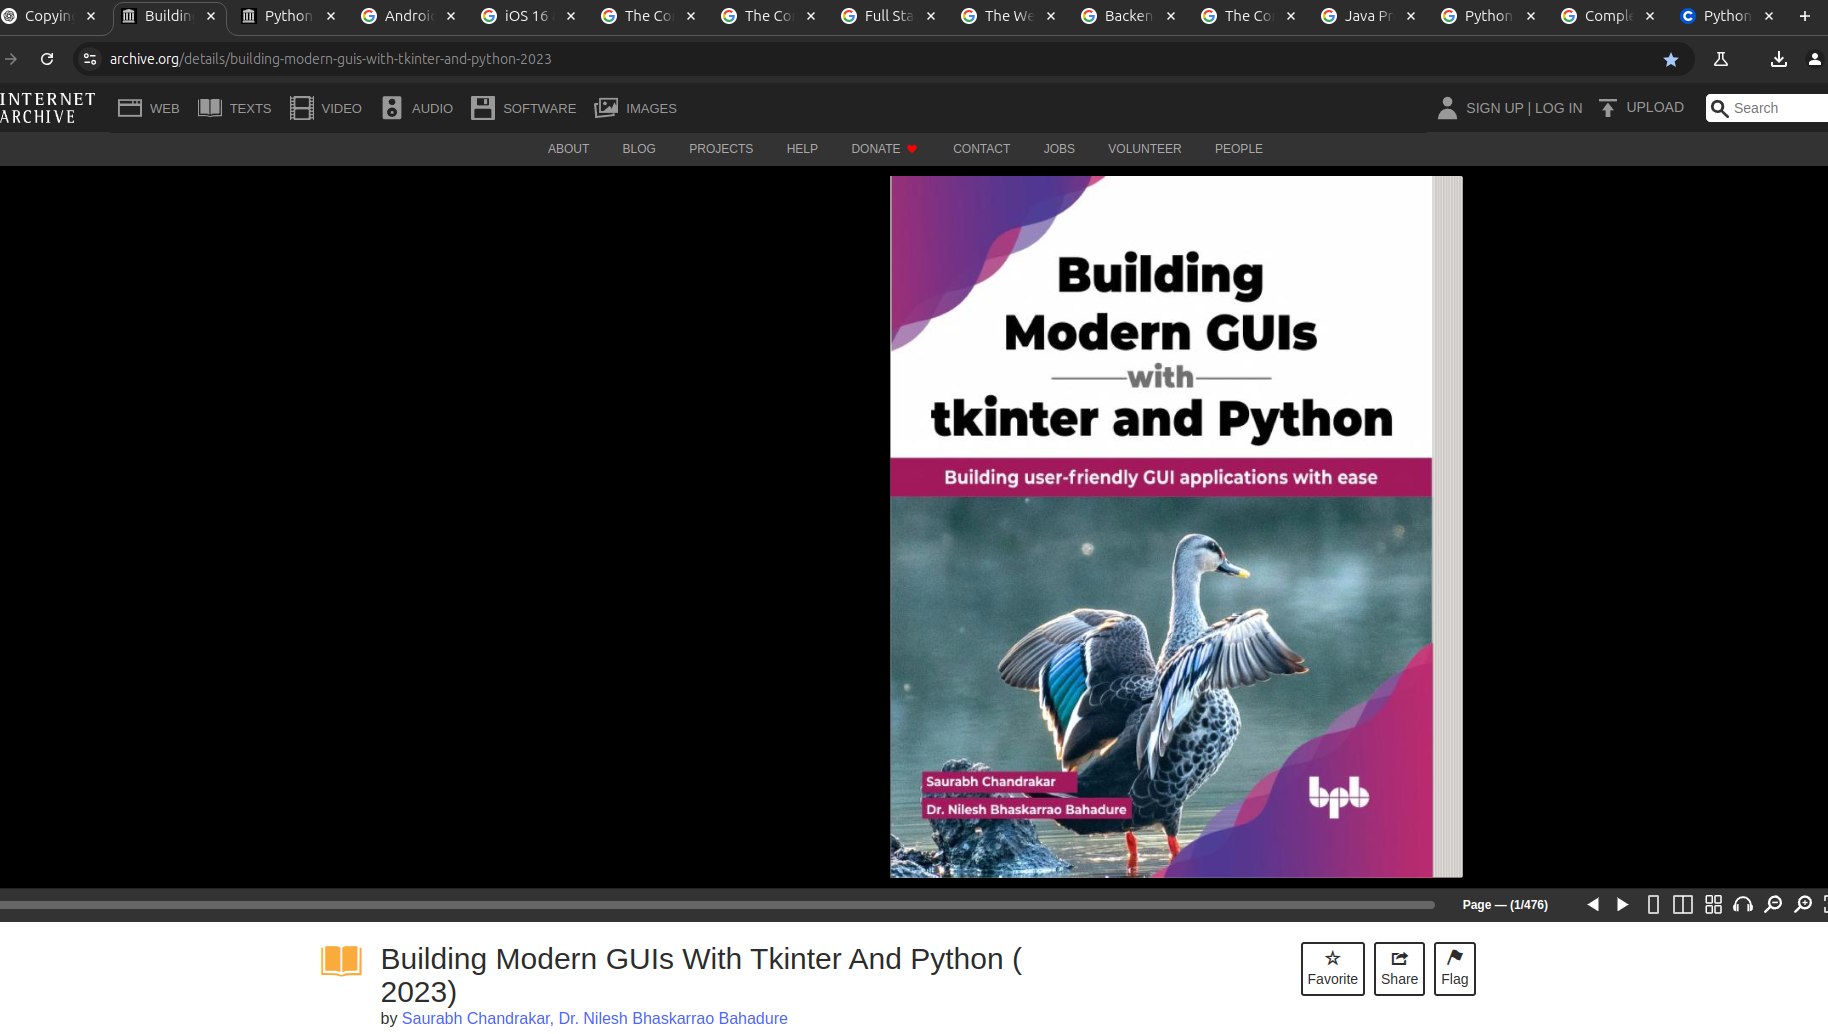 Copying
Building
Python
Android
iOS 16
The Co
The Co
Full Sta
The We
Backen
The Co
Java Pr
Python
Comple
Python
archive.org/details/building-modern-guis-with-tkinter-and-python-2023
INTERNET
ARCHIVE
WEB
TEXTS
VIDEO
AUDIO
SOFTWARE
IMAGES
SIGN UP | LOG IN
UPLOAD
Search
ABOUT
BLOG
PROJECTS
HELP
DONATE
CONTACT
JOBS
VOLUNTEER
PEOPLE
Building
Modern GUIs
with
tkinter and Python
Building user-friendly GUI applications with ease
Saurabh Chandrakar
Dr. Nilesh Bhaskarrao Bahadure
bpb
Page — (1/476)
Building Modern GUIs With Tkinter And Python (
2023)
by Saurabh Chandrakar, Dr. Nilesh Bhaskarrao Bahadure
Favorite
Share
Flag